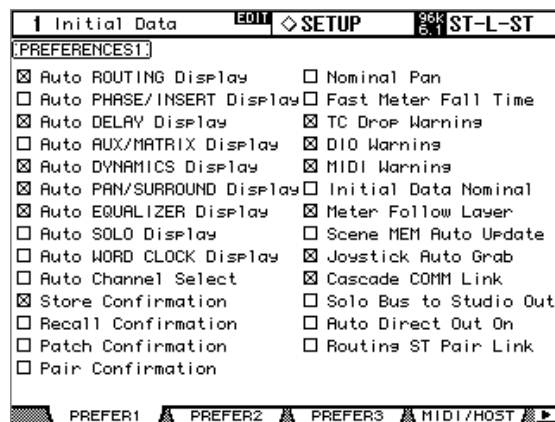 1 Initial Data EDIT ◇SETUP 96k 6.1 ST-L-ST
PREFERENCES1
☒ Auto ROUTING Display
☐ Auto PHASE/INSERT Display
☒ Auto DELAY Display
☐ Auto AUX/MATRIX Display
☒ Auto DYNAMICS Display
☒ Auto PAN/SURROUND Display
☒ Auto EQUALIZER Display
☐ Auto SOLO Display
☐ Auto WORD CLOCK Display
☐ Auto Channel Select
☒ Store Confirmation
☐ Recall Confirmation
☐ Patch Confirmation
☐ Pair Confirmation
☐ Nominal Pan
☐ Fast Meter Fall Time
☒ TC Drop Warning
☒ DIO Warning
☒ MIDI Warning
☐ Initial Data Nominal
☒ Meter Follow Layer
☐ Scene MEM Auto Update
☒ Joystick Auto Grab
☒ Cascade COMM Link
☐ Solo Bus to Studio Out
☐ Auto Direct Out On
☐ Routing ST Pair Link
PREFER1 PREFER2 PREFER3 MIDI/HOST